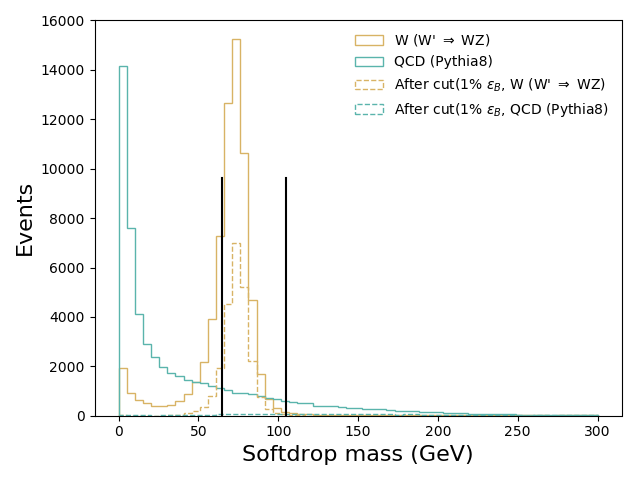 16000
14000
12000
10000
8000
6000
4000
2000
0
Events
W (W' ⇒ WZ)
QCD (Pythia8)
After cut(1% ε_B, W (W' ⇒ WZ)
After cut(1% ε_B, QCD (Pythia8)
0 50 100 150 200 250 300
Softdrop mass (GeV)